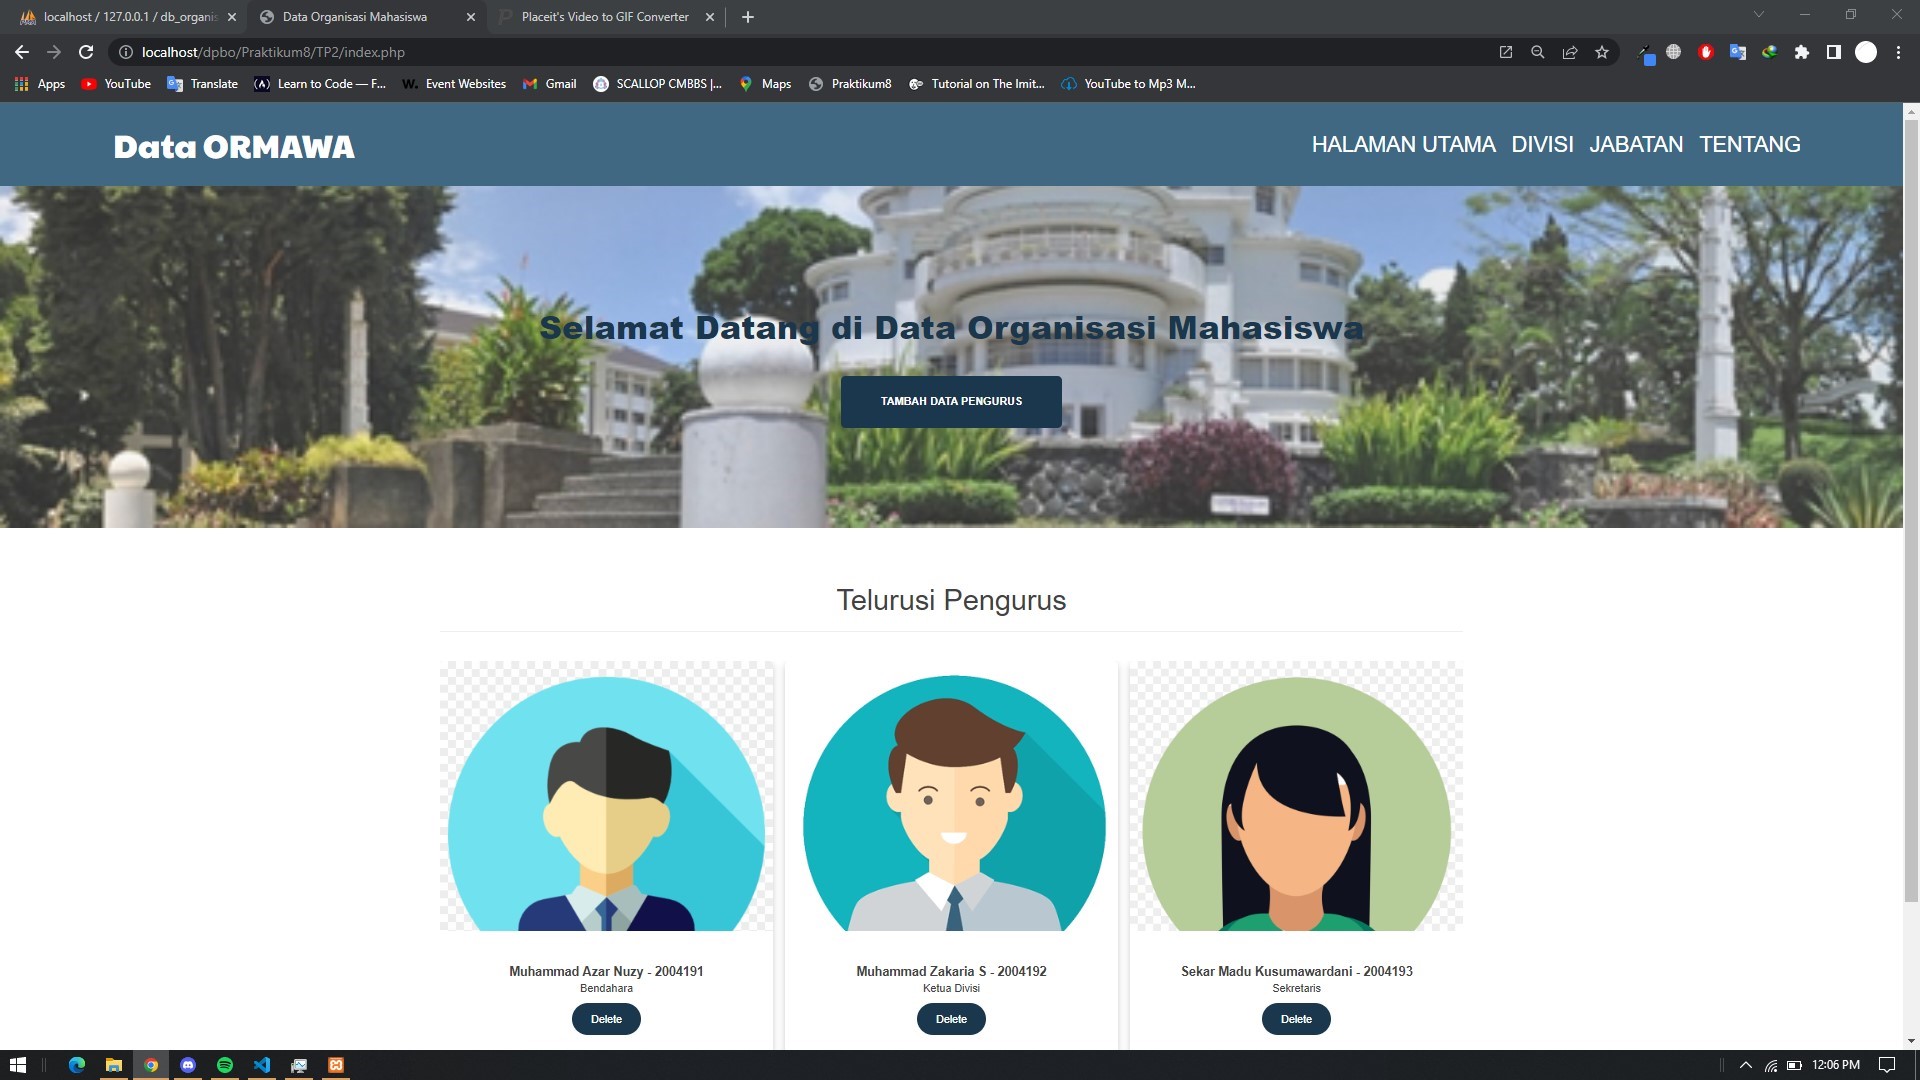 localhost / 127.0.0.1 / db_organis
Data Organisasi Mahasiswa
Placeit's Video to GIF Converter
localhost/dpbo/Praktikum8/TP2/index.php
Apps
YouTube
Translate
Learn to Code — F...
Event Websites
Gmail
SCALLOP CMBBS |...
Maps
Praktikum8
Tutorial on The Imit...
YouTube to Mp3 M...
Data ORMAWA
HALAMAN UTAMA DIVISI JABATAN TENTANG
Selamat Datang di Data Organisasi Mahasiswa
TAMBAH DATA PENGURUS
Telurusi Pengurus
Muhammad Azar Nuzy - 2004191
Bendahara
Delete
Muhammad Zakaria S - 2004192
Ketua Divisi
Delete
Sekar Madu Kusumawardani - 2004193
Sekretaris
Delete
12:06 PM